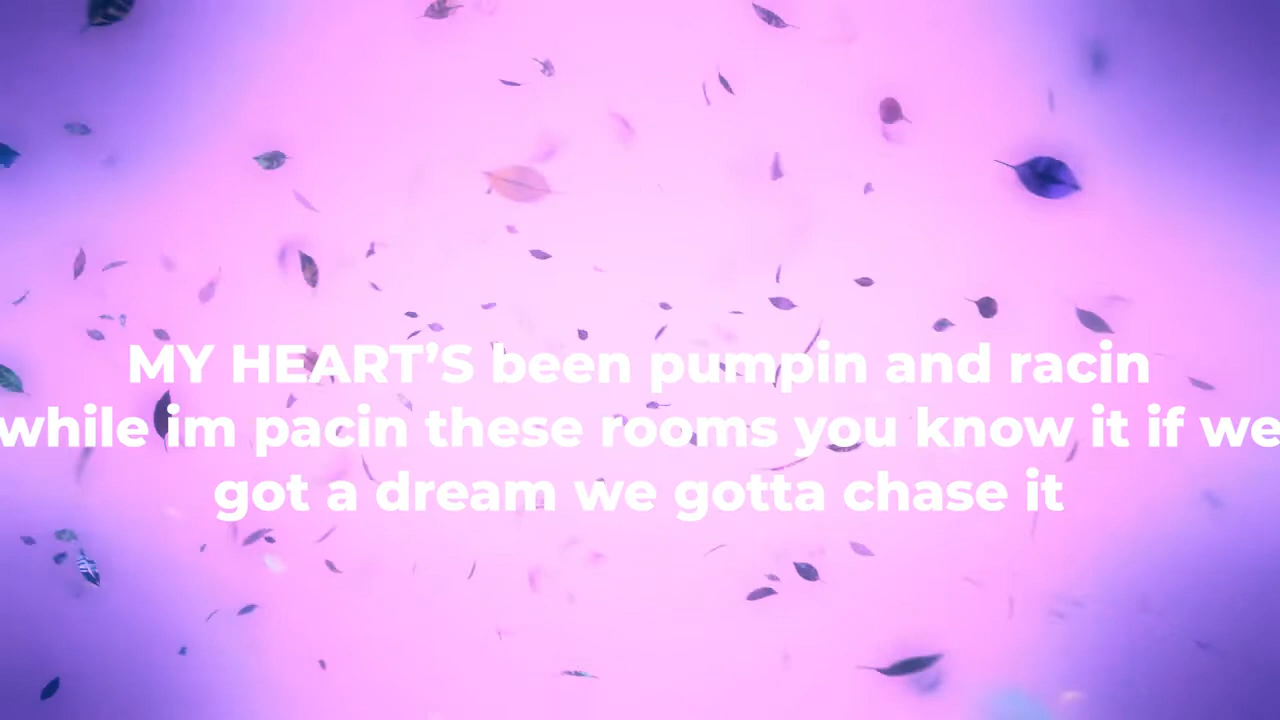 MY HEART’S been pumpin and racin
while im pacin these rooms you know it if we
got a dream we gotta chase it